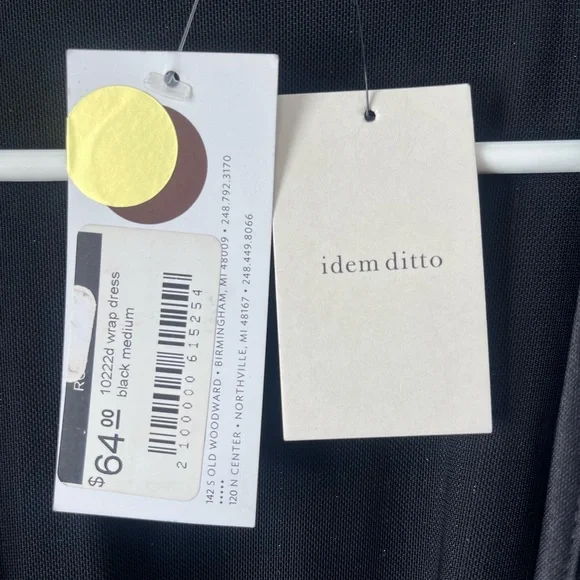 142 S OLD WOODWARD • BIRMINGHAM, MI 48009 • 248.792.3170
•••••
120 N CENTER • NORTHVILLE, MI 48167 • 248.449.8066
10222d wrap dress
black medium
$64.00
2 100000 615254
idem ditto